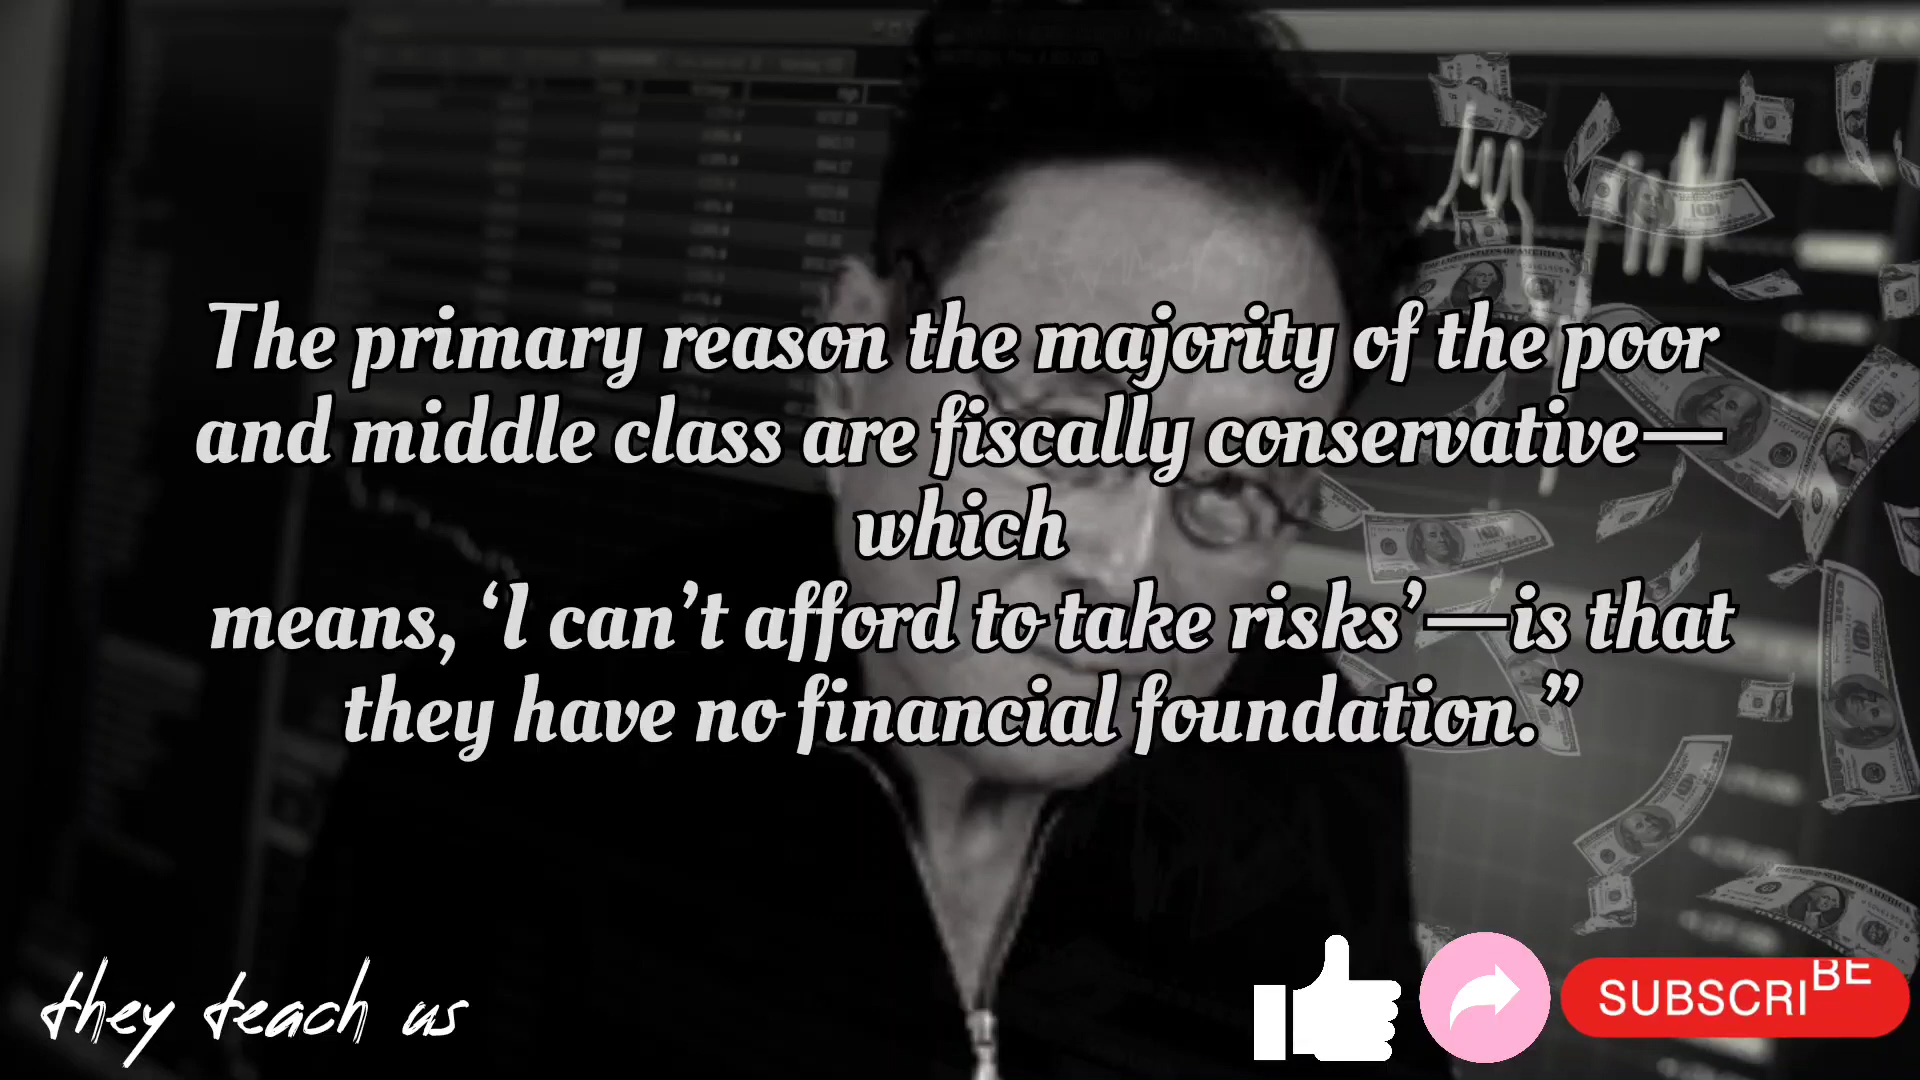 The primary reason the majority of the poor
and middle class are fiscally conservative—
which
means, ‘I can’t afford to take risks’—is that
they have no financial foundation.”
they teach us
SUBSCRIBE